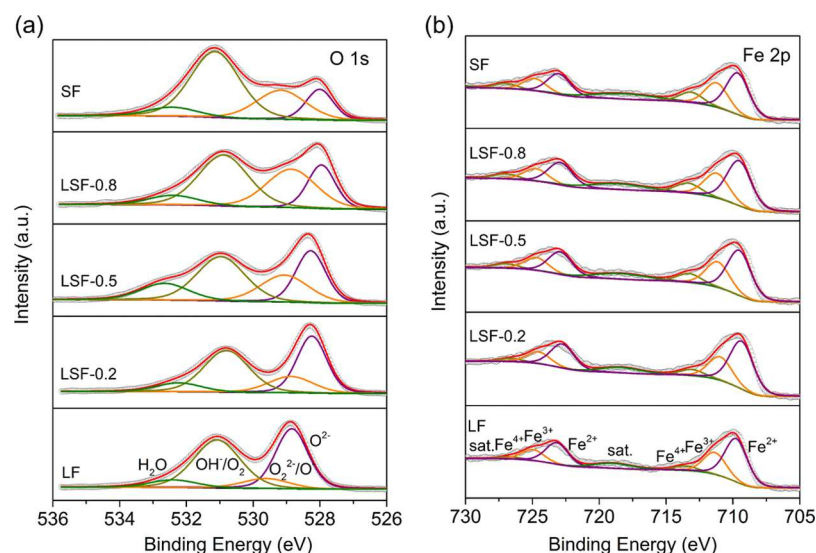 (a)
O 1s
SF
LSF-0.8
LSF-0.5
LSF-0.2
LF
H₂O
OH⁻/O₂
O₂²⁻/O⁻
O²⁻
Intensity (a.u.)
536 534 532 530 528 526
Binding Energy (eV)
(b)
Fe 2p
SF
LSF-0.8
LSF-0.5
LSF-0.2
LF
sat. Fe⁴⁺ Fe³⁺
Fe²⁺
sat.
Fe⁴⁺ Fe³⁺
Fe²⁺
Intensity (a.u.)
730 725 720 715 710 705
Binding Energy (eV)